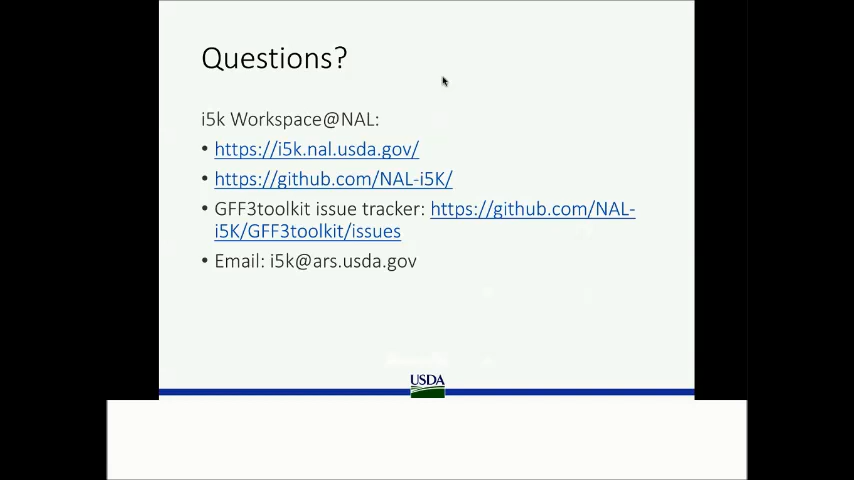 Questions?
i5k Workspace@NAL:
• https://i5k.nal.usda.gov/
• https://github.com/NAL-i5K/
• GFF3toolkit issue tracker: https://github.com/NAL-
i5K/GFF3toolkit/issues
• Email: i5k@ars.usda.gov
USDA